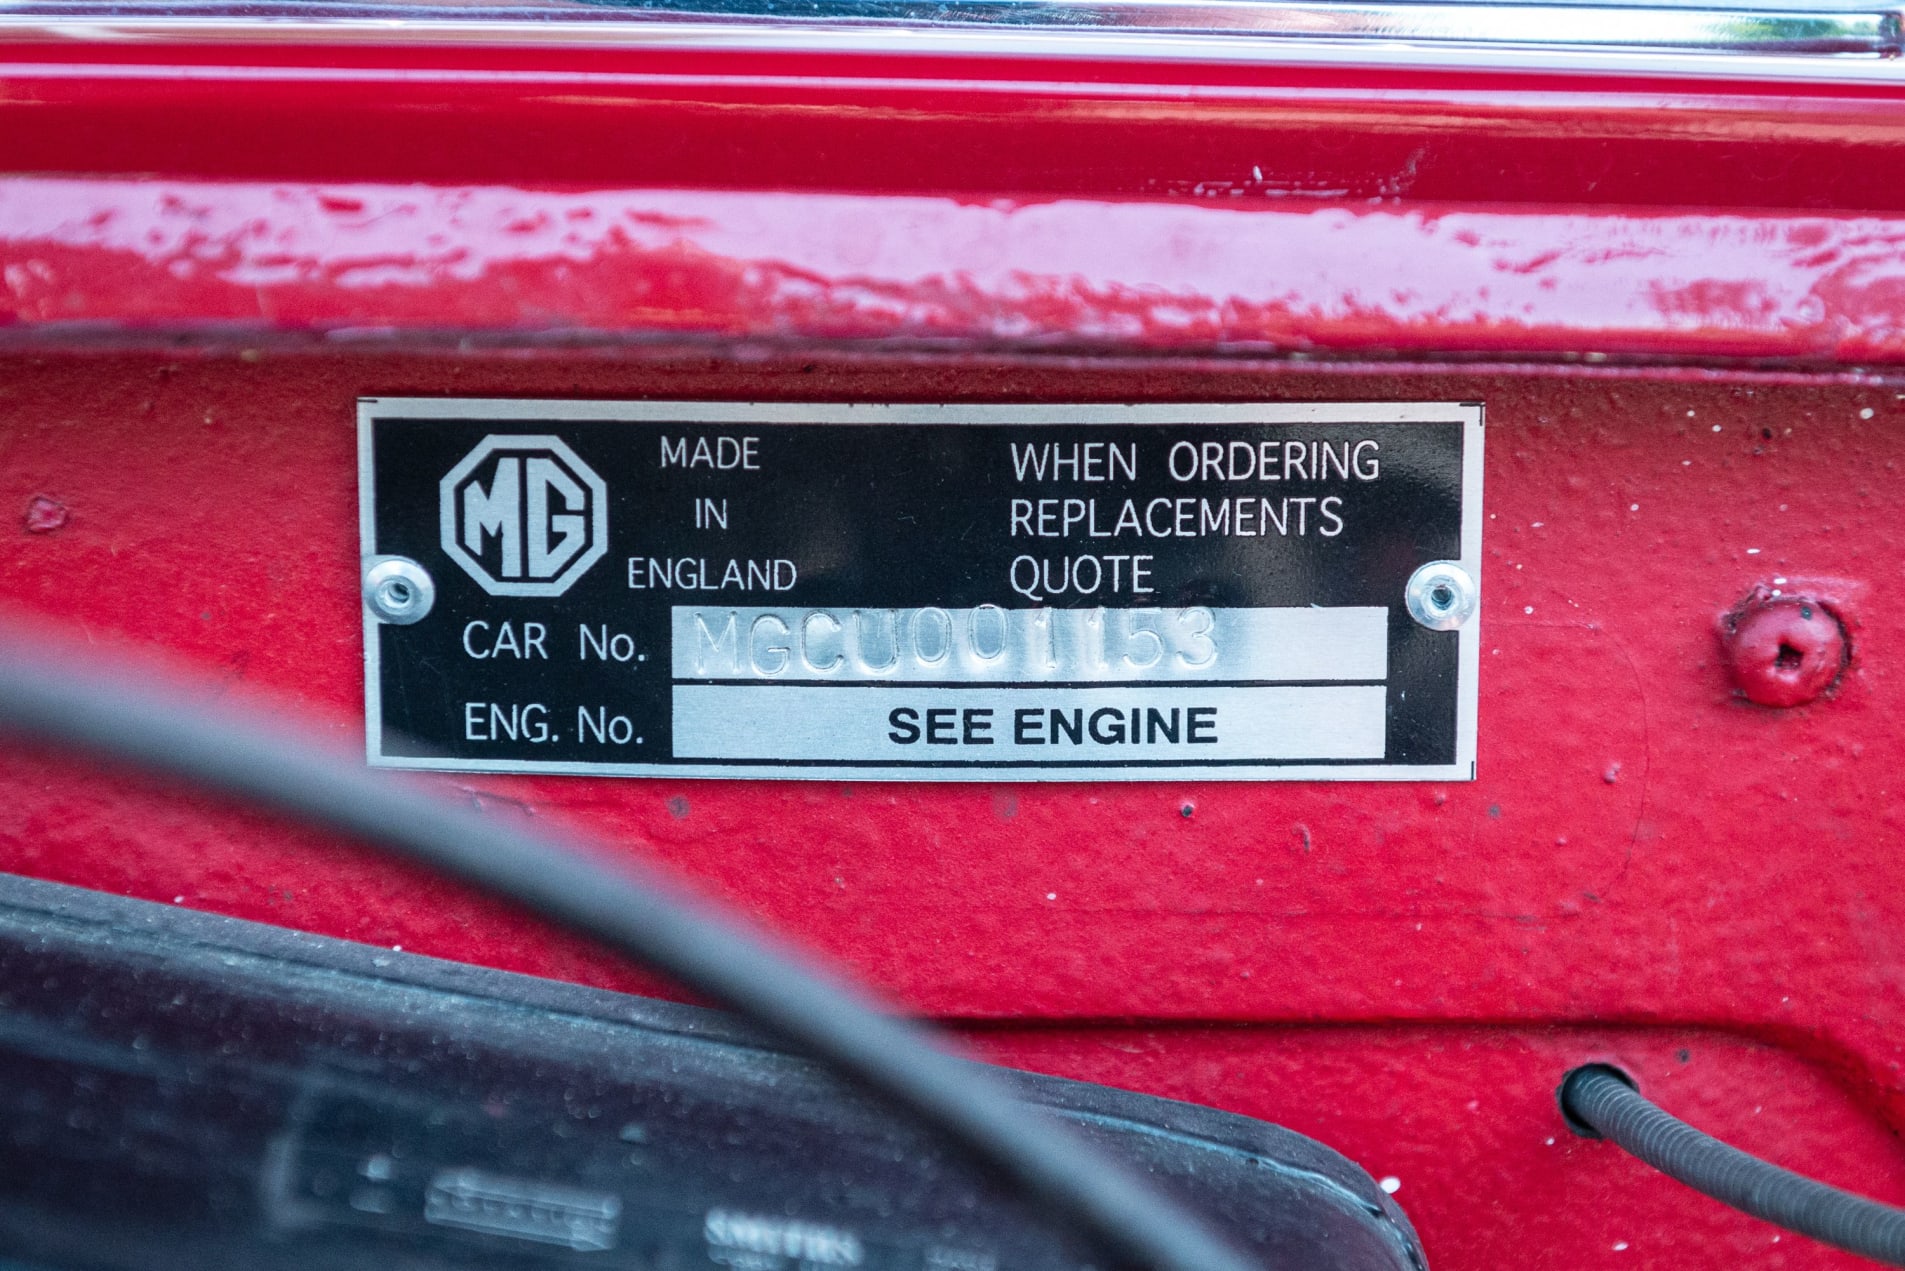 MG
MADE
IN
ENGLAND
WHEN ORDERING
REPLACEMENTS
QUOTE
CAR No. MGCU001153
ENG. No. SEE ENGINE